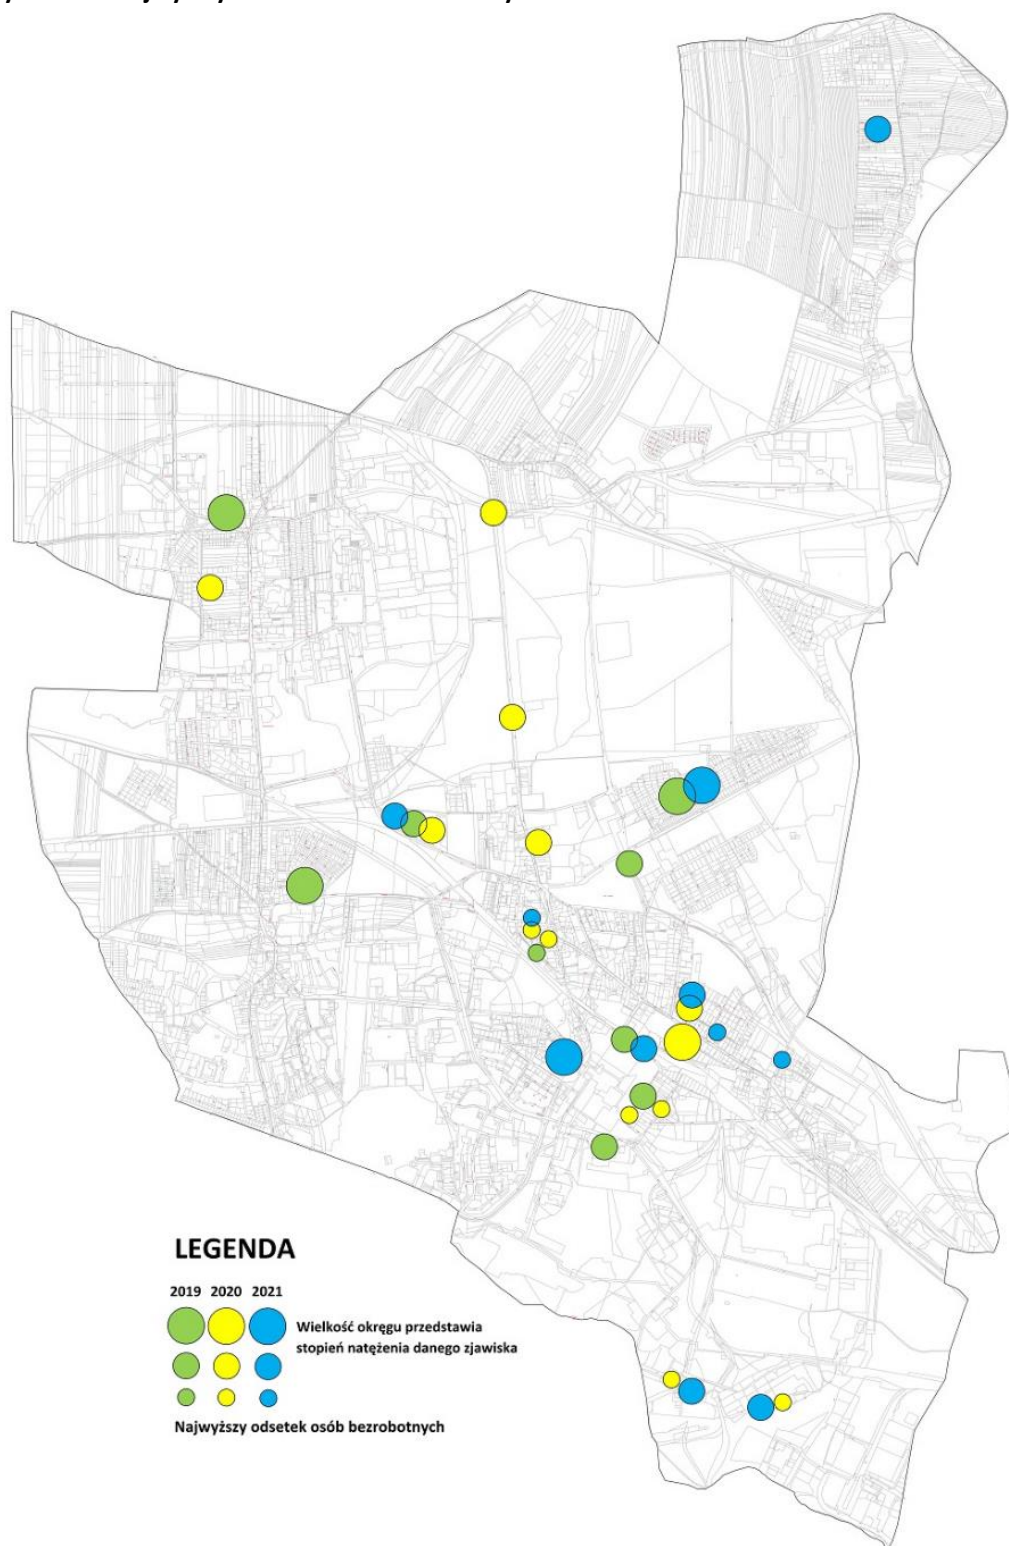 LEGENDA
2019 2020 2021
Wielkość okręgu przedstawia
stopień natężenia danego zjawiska
Najwyższy odsetek osób bezrobotnych